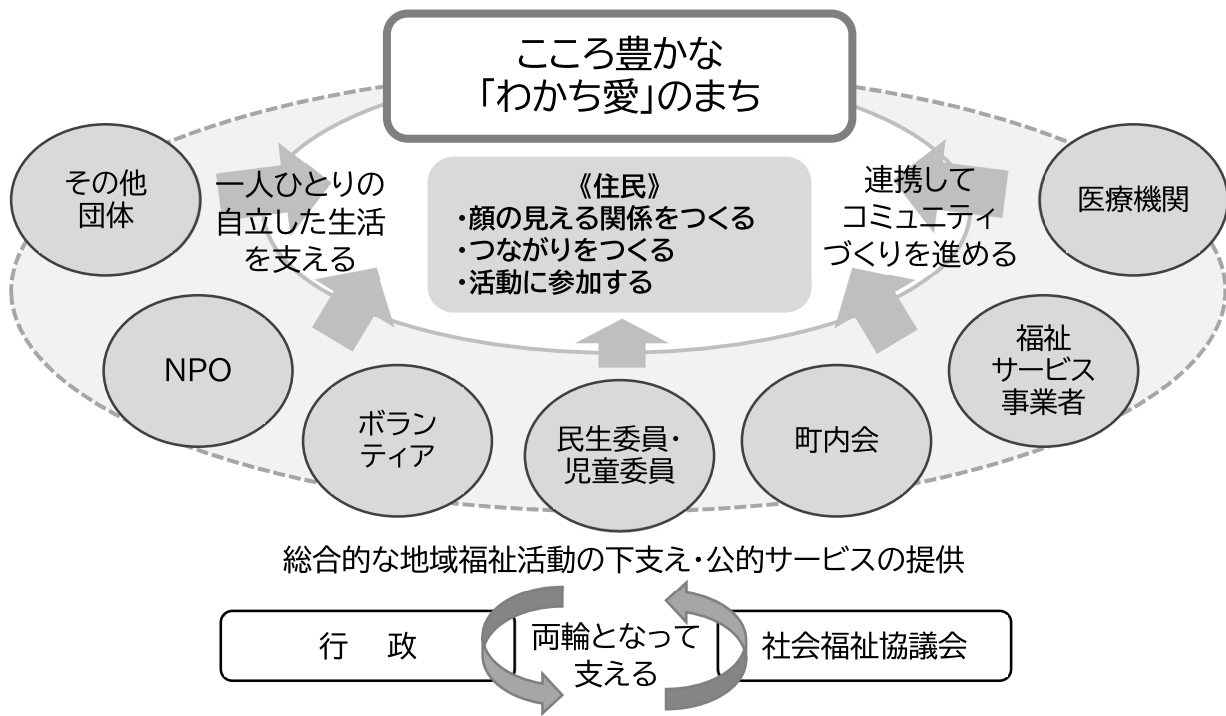 こころ豊かな
「わかち愛」のまち
その他
団体
一人ひとりの
自立した生活
を支える
《住民》
・顔の見える関係をつくる
・つながりをつくる
・活動に参加する
連携して
コミュニティ
づくりを進める
医療機関
NPO
ボラン
ティア
民生委員・
児童委員
町内会
福祉
サービス
事業者
総合的な地域福祉活動の下支え・公的サービスの提供
行　政
両輪となって
支える
社会福祉協議会